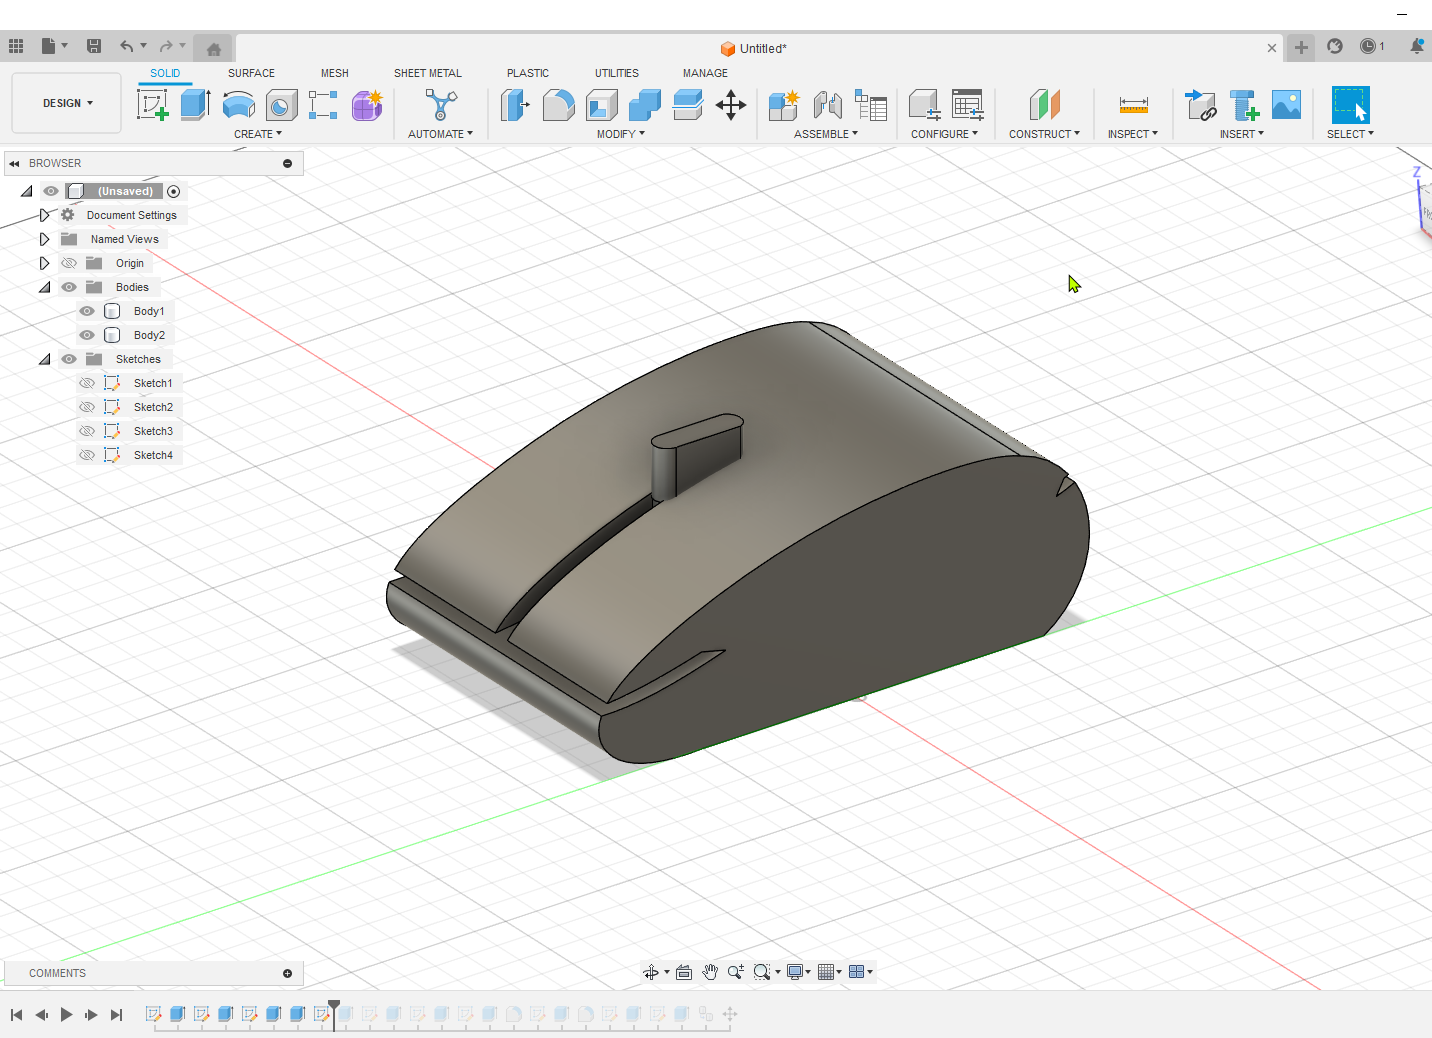 Untitled*
1
DESIGN
SOLID
SURFACE
MESH
SHEET METAL
PLASTIC
UTILITIES
MANAGE
CREATE
AUTOMATE
MODIFY
ASSEMBLE
CONFIGURE
CONSTRUCT
INSPECT
INSERT
SELECT
BROWSER
(Unsaved)
Document Settings
Named Views
Origin
Bodies
Body1
Body2
Sketches
Sketch1
Sketch2
Sketch3
Sketch4
Z
COMMENTS